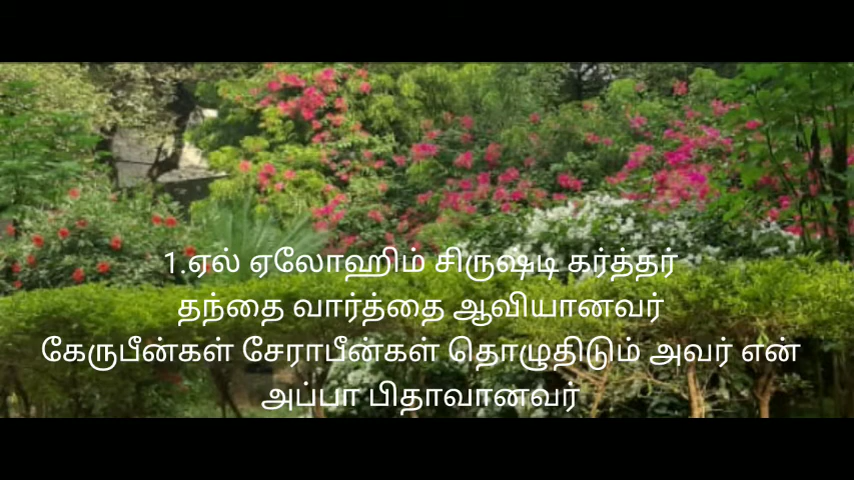 1.ஏல் ஏலோஹிம் சிருஷ்டி கர்த்தர்
தந்தை வார்த்தை ஆவியானவர்
கேருபீன்கள் சேராபீன்கள் தொழுதிடும் அவர் என்
அப்பா பிதாவானவர்